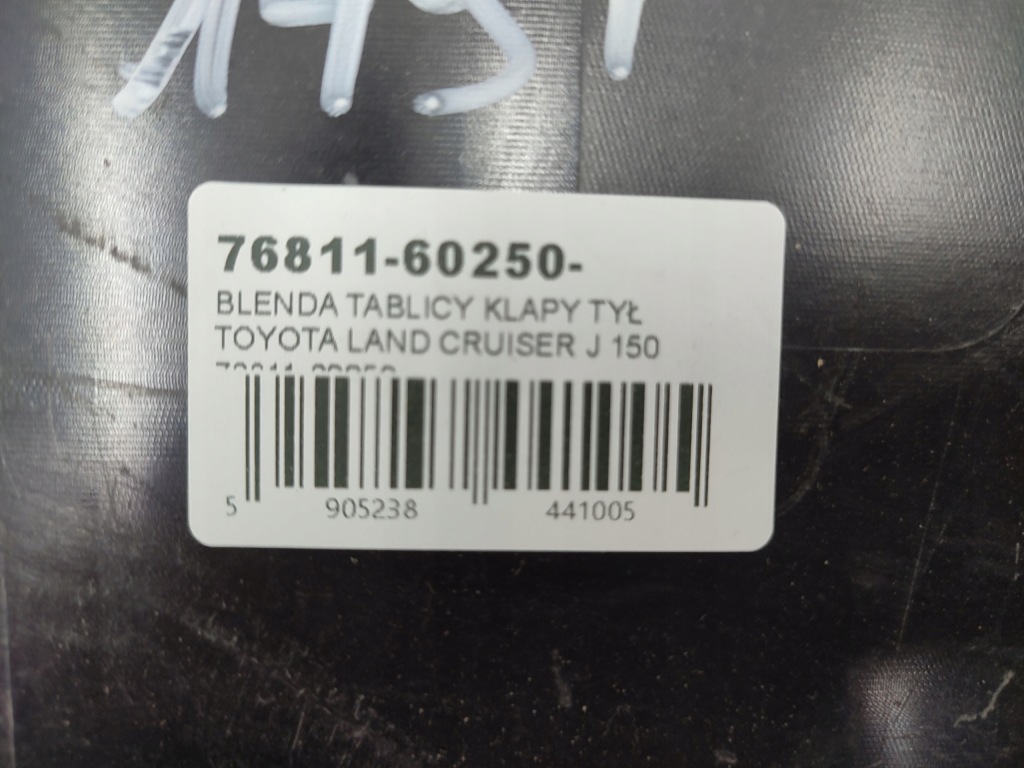 76811-60250-
BLENDA TABLICY KLAPY TYŁ
TOYOTA LAND CRUISER J 150
5 905238 441005